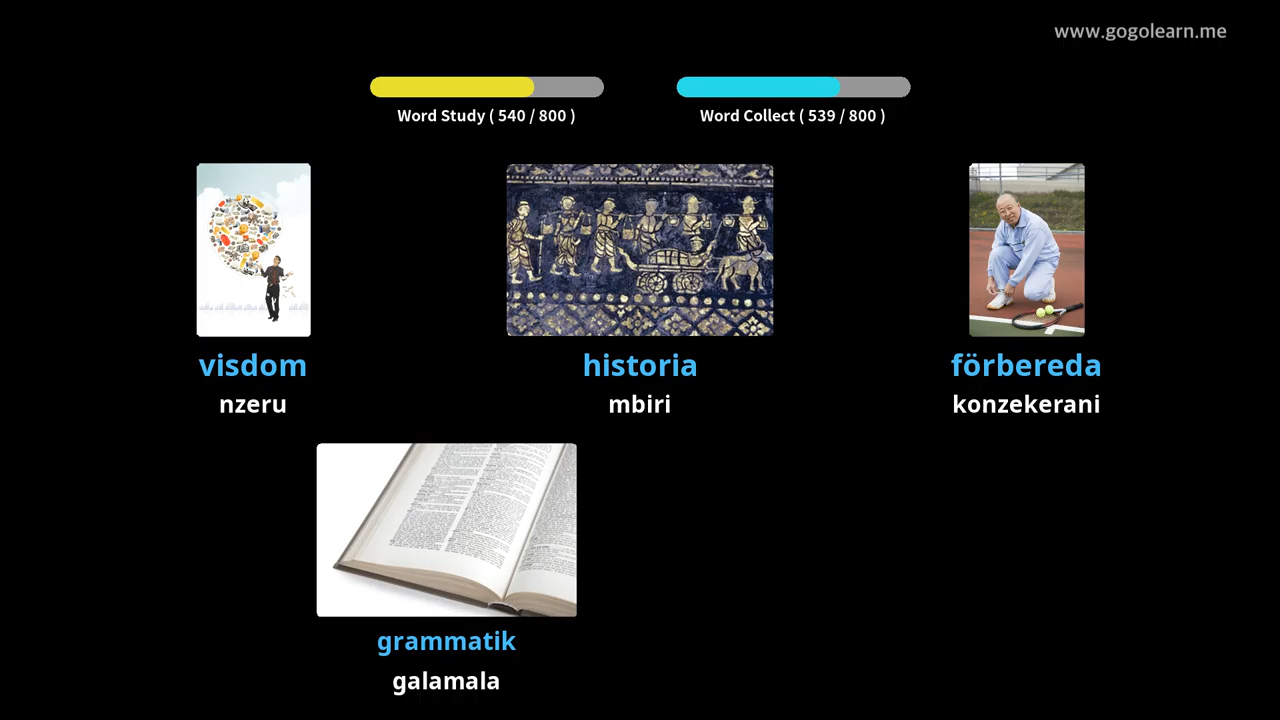 www.gogolearn.me
Word Study ( 540 / 800 )
Word Collect ( 539 / 800 )
visdom
nzeru
historia
mbiri
förbereda
konzekerani
grammatik
galamala